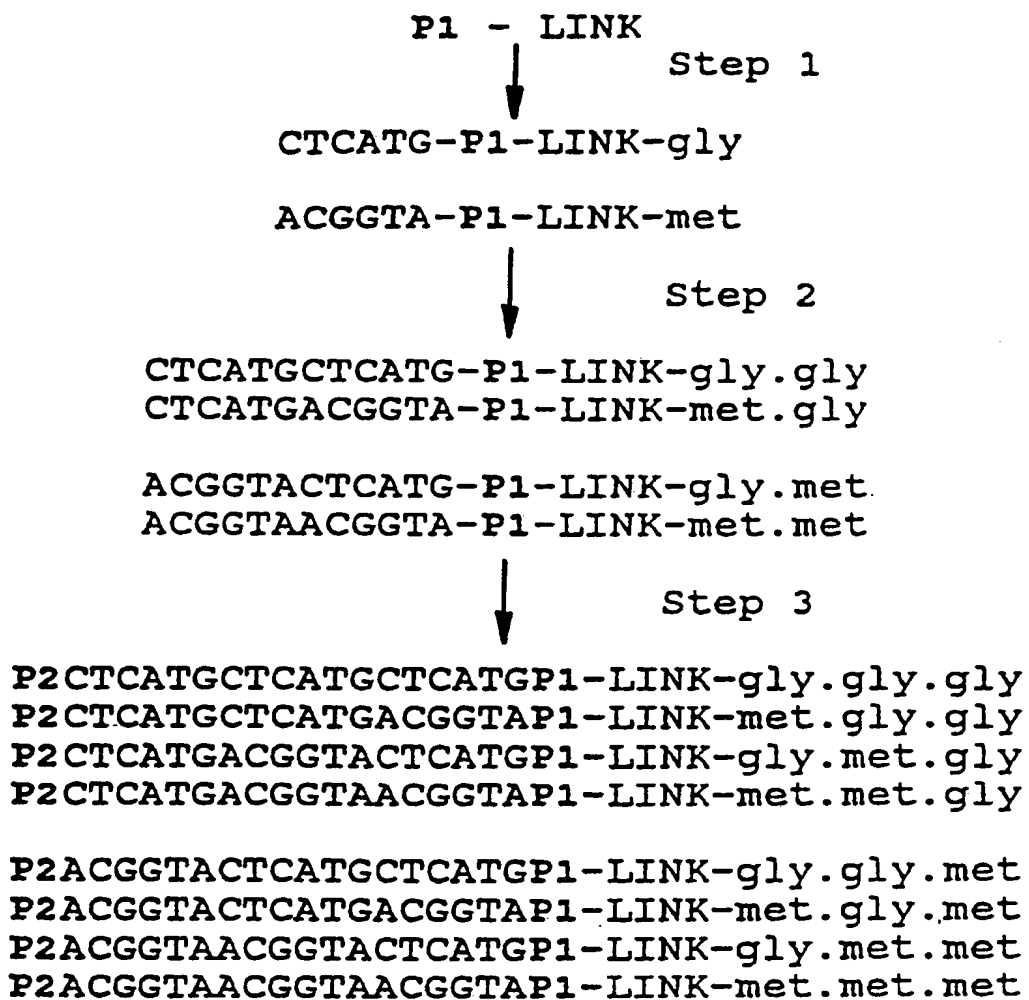 P1 - LINK
Step 1
CTCATG-P1-LINK-gly
ACGGTA-P1-LINK-met
Step 2
CTCATGCTCATG-P1-LINK-gly.gly
CTCATGACGGTA-P1-LINK-met.gly
ACGGTACTCATG-P1-LINK-gly.met
ACGGTAACGGTA-P1-LINK-met.met
Step 3
P2CTCATGCTCATGCTCATGP1-LINK-gly.gly.gly
P2CTCATGCTCATGACGGTAP1-LINK-met.gly.gly
P2CTCATGACGGTACTCATGP1-LINK-gly.met.gly
P2CTCATGACGGTAACGGTAP1-LINK-met.met.gly
P2ACGGTACTCATGCTCATGP1-LINK-gly.gly.met
P2ACGGTACTCATGACGGTAP1-LINK-met.gly.met
P2ACGGTAACGGTACTCATGP1-LINK-gly.met.met
P2ACGGTAACGGTAACGGTAP1-LINK-met.met.met